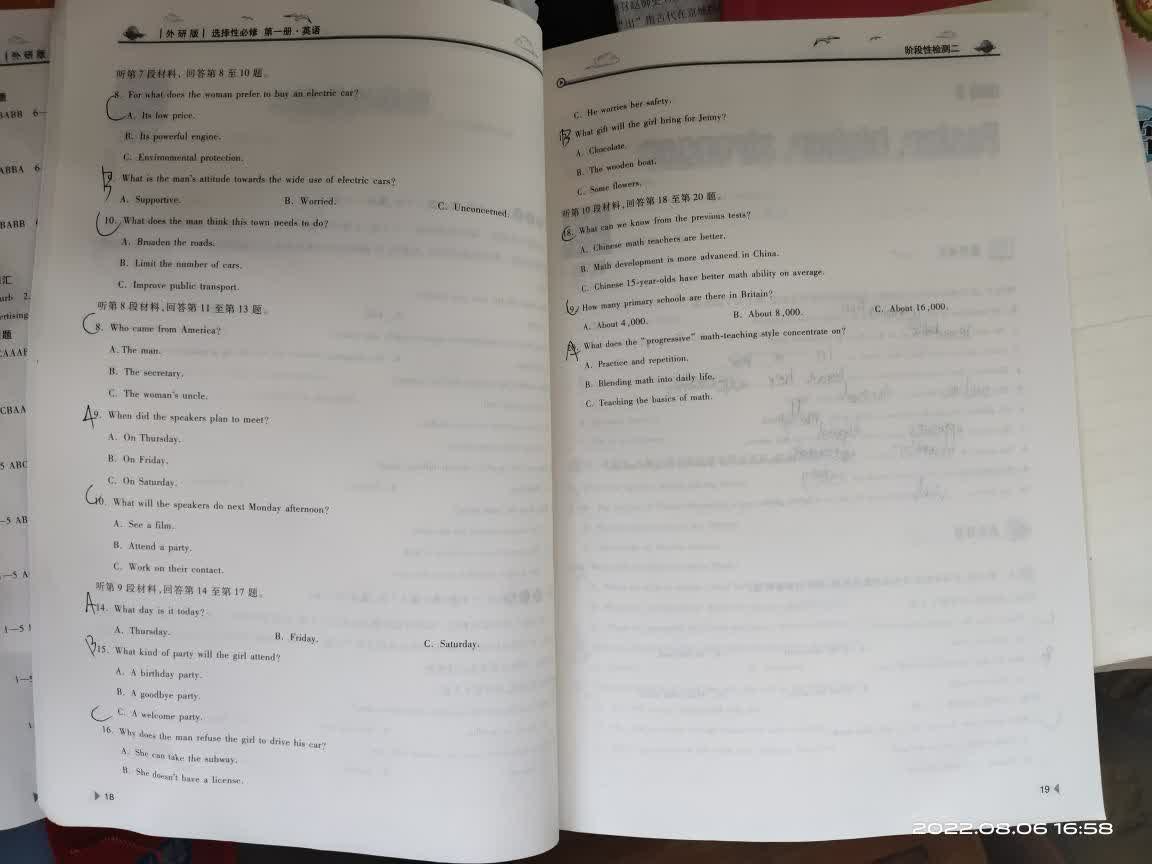 外研版
| 外研版 | 选择性必修 第一册·英语
听第7段材料,回答第8至10题。
C 8. For what does the woman prefer to buy an electric car?
A. Its low price.
B. Its powerful engine.
C. Environmental protection.
B 9. What is the man's attitude towards the wide use of electric cars?
A. Supportive. B. Worried. C. Unconcerned.
C 10. What does the man think this town needs to do?
A. Broaden the roads.
B. Limit the number of cars.
C. Improve public transport.
听第8段材料,回答第11至第13题。
C 8. Who came from America?
A. The man.
B. The secretary.
C. The woman's uncle.
A 9. When did the speakers plan to meet?
A. On Thursday.
B. On Friday.
C. On Saturday.
C 10. What will the speakers do next Monday afternoon?
A. See a film.
B. Attend a party.
C. Work on their contact.
听第9段材料,回答第14至第17题。
A 14. What day is it today?
A. Thursday. B. Friday. C. Saturday.
B 15. What kind of party will the girl attend?
A. A birthday party.
B. A goodbye party.
C. A welcome party.
C
16. Why does the man refuse the girl to drive his car?
A. She can take the subway.
B. She doesn't have a license.
18
阶段性检测二
C. He worries her safety.
B What gift will the girl bring for Jenny?
A. Chocolate.
B. The wooden boat.
C. Some flowers.
听第10段材料,回答第18至第20题。
C 18. What can we know from the previous tests?
A. Chinese math teachers are better.
B. Math development is more advanced in China.
C. Chinese 15-year-olds have better math ability on average.
C 9. How many primary schools are there in Britain?
A. About 4,000. B. About 8,000. C. About 16,000.
A What does the "progressive" math-teaching style concentrate on?
A. Practice and repetition.
B. Blending math into daily life.
C. Teaching the basics of math.
19
2022.08.06 16:58